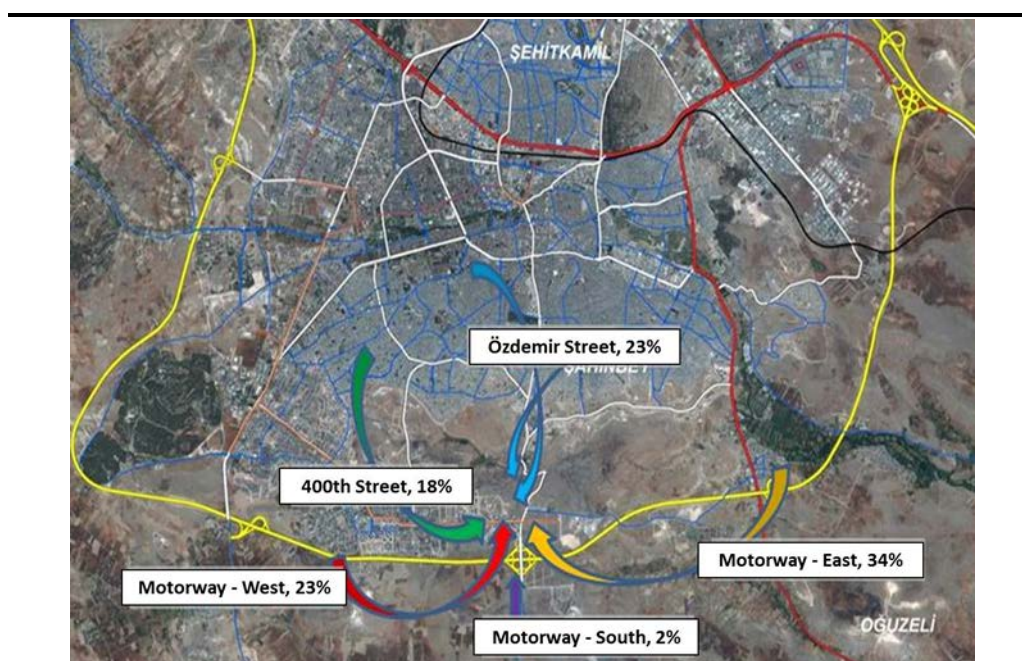 ŞEHİTKAMİL
Özdemir Street, 23%
ŞAHİNBEY
400th Street, 18%
Motorway - East, 34%
Motorway - West, 23%
Motorway - South, 2%
OĞUZELİ